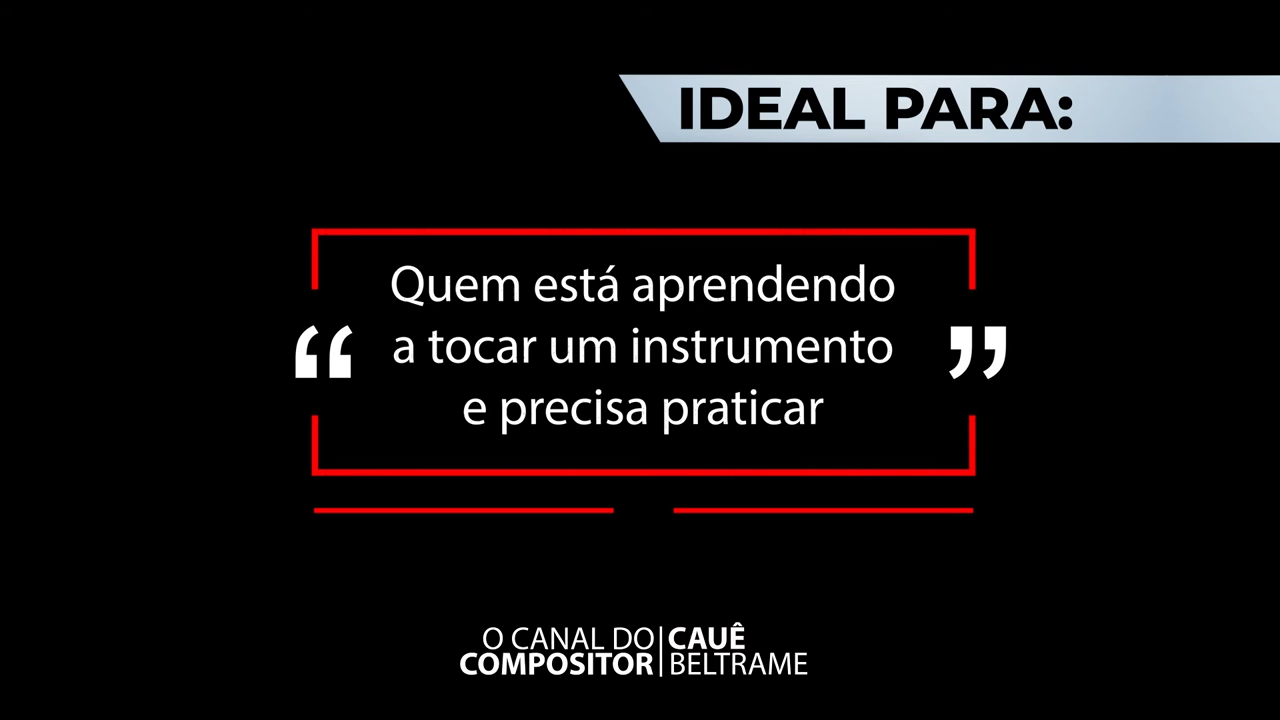 IDEAL PARA:
“Quem está aprendendo
a tocar um instrumento
e precisa praticar”
O CANAL DO
COMPOSITOR
CAUÊ
BELTRAME